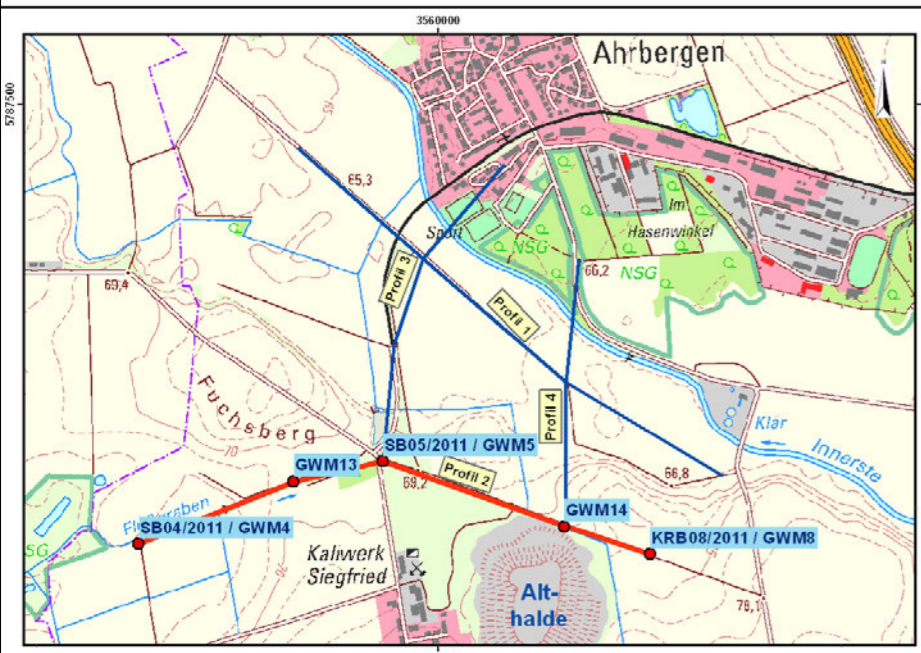 3560000
5787500
Ahrbergen
65,3
Sport
NSG
Im
Hasenwinkel
NSG
66,2
69,4
Profil 3
Profil 1
Fuchsberg
Profil 4
Klär
Innerste
SB05/2011 / GWM5
GWM13
69,2
Profil 2
66,8
SB04/2011 / GWM4
GWM14
KRB08/2011 / GWM8
SG
70
Kaliwerk
Siegfried
Alt-
halde
76,1